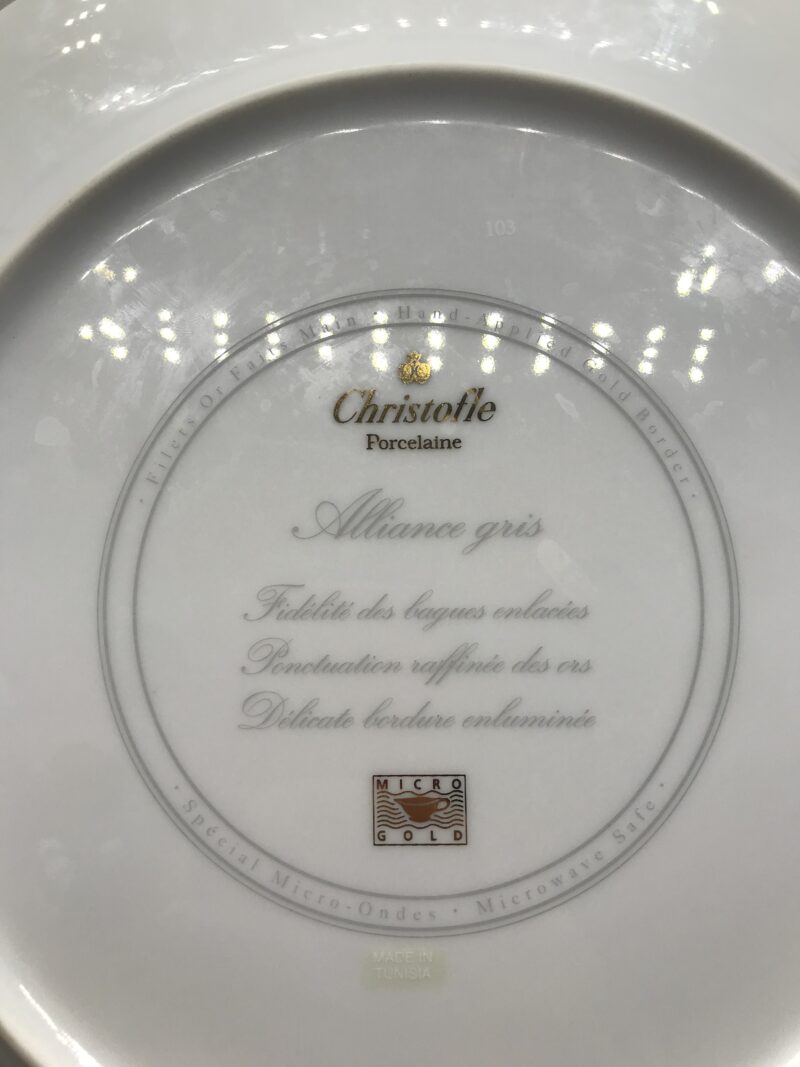 103
· Filets Or Faits Main · Hand-Applied Gold Border ·
Christofle
Porcelaine
Alliance gris
Fidélité des bagues enlacées
Ponctuation raffinée des ors
Délicate bordure enluminée
MICRO
GOLD
· Spécial Micro-Ondes · Microwave Safe ·
MADE IN
TUNISIA